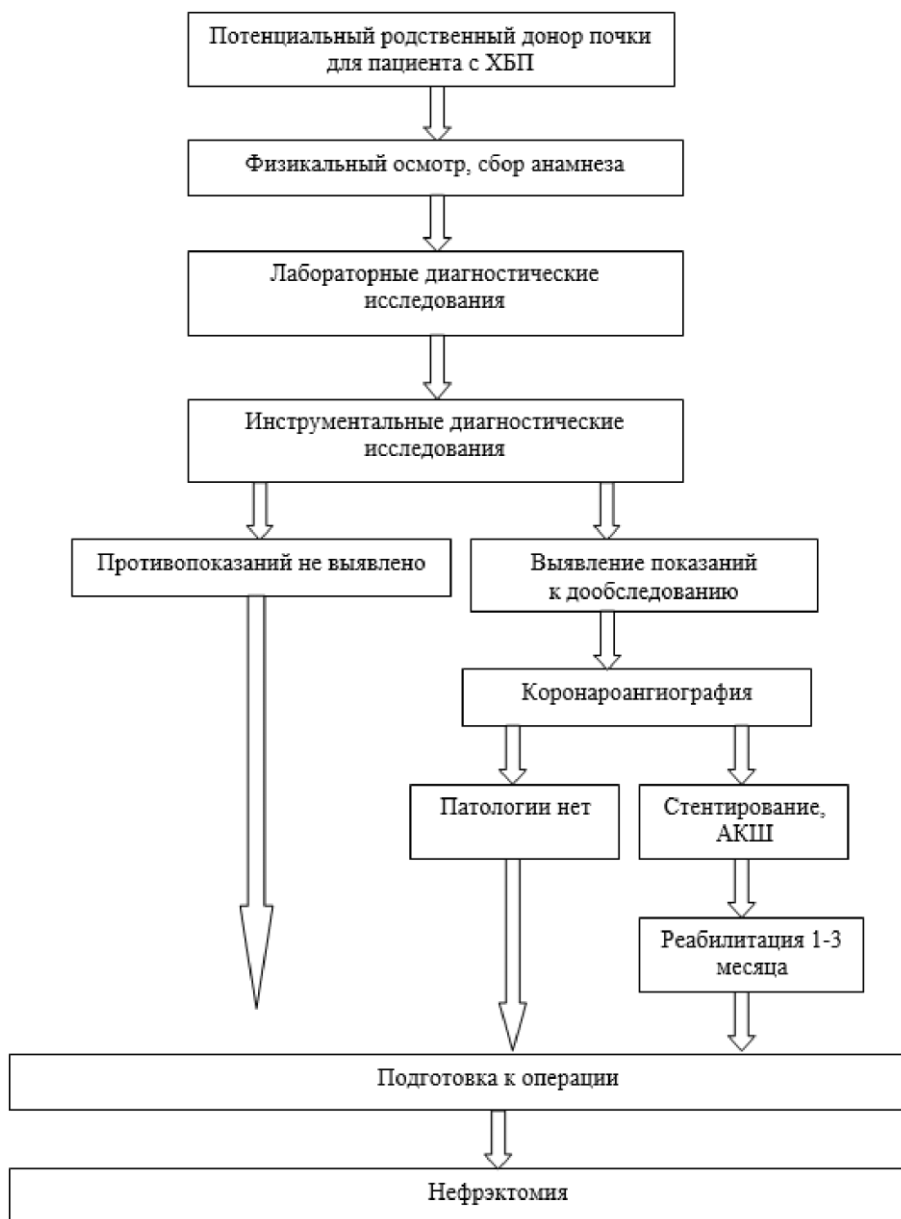 Потенциальный родственный донор почки
для пациента с ХБП
Физикальный осмотр, сбор анамнеза
Лабораторные диагностические
исследования
Инструментальные диагностические
исследования
Противопоказаний не выявлено
Выявление показаний
к дообследованию
Коронароангиография
Патологии нет
Стентирование,
АКШ
Реабилитация 1-3
месяца
Подготовка к операции
Нефрэктомия